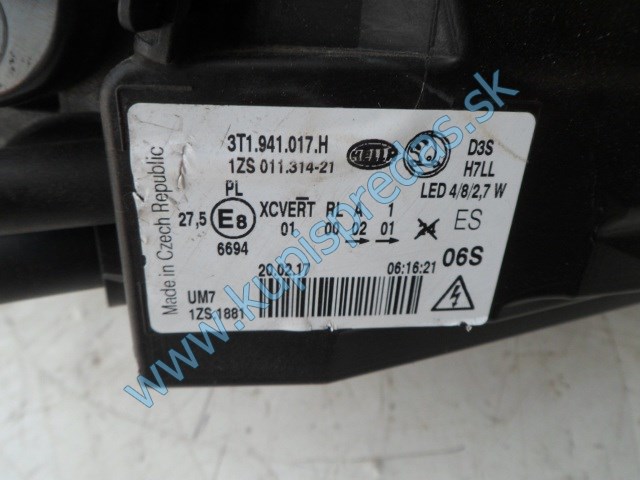 3T1.941.017.H
1ZS 011.314-21
HELLA
D3S
H7LL
LED 4/8/2,7 W
Made in Czech Republic
PL
27,5 E8 XCVERT RL A 1
01 00 02 01 24 ES
6694
06S
20.02.17 06:16:21
UM7
1ZS 1881
www.kupispredas.sk